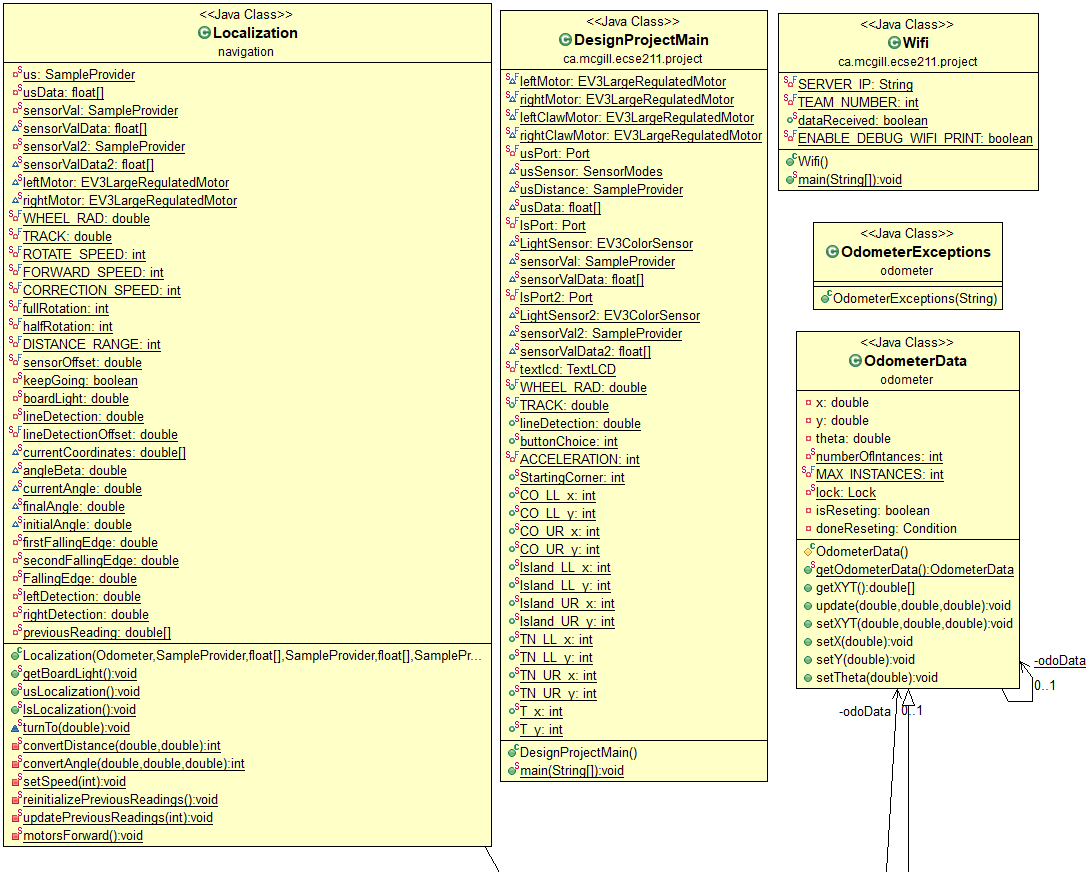 <<Java Class>>
Localization
navigation
us: SampleProvider
usData: float[]
sensorVal: SampleProvider
sensorValData: float[]
sensorVal2: SampleProvider
sensorValData2: float[]
leftMotor: EV3LargeRegulatedMotor
rightMotor: EV3LargeRegulatedMotor
WHEEL_RAD: double
TRACK: double
ROTATE_SPEED: int
FORWARD_SPEED: int
CORRECTION_SPEED: int
fullRotation: int
halfRotation: int
DISTANCE_RANGE: int
sensorOffset: double
keepGoing: boolean
boardLight: double
lineDetection: double
lineDetectionOffset: double
currentCoordinates: double[]
angleBeta: double
currentAngle: double
finalAngle: double
initialAngle: double
firstFallingEdge: double
secondFallingEdge: double
FallingEdge: double
leftDetection: double
rightDetection: double
previousReading: double[]
Localization(Odometer,SampleProvider,float[],SampleProvider,float[],SamplePr...
getBoardLight():void
usLocalization():void
lsLocalization():void
turnTo(double):void
convertDistance(double,double):int
convertAngle(double,double,double):int
setSpeed(int):void
reinitializePreviousReadings():void
updatePreviousReadings(int):void
motorsForward():void
<<Java Class>>
DesignProjectMain
ca.mcgill.ecse211.project
leftMotor: EV3LargeRegulatedMotor
rightMotor: EV3LargeRegulatedMotor
leftClawMotor: EV3LargeRegulatedMotor
rightClawMotor: EV3LargeRegulatedMotor
usPort: Port
usSensor: SensorModes
usDistance: SampleProvider
usData: float[]
lsPort: Port
LightSensor: EV3ColorSensor
sensorVal: SampleProvider
sensorValData: float[]
lsPort2: Port
LightSensor2: EV3ColorSensor
sensorVal2: SampleProvider
sensorValData2: float[]
textlcd: TextLCD
WHEEL_RAD: double
TRACK: double
lineDetection: double
buttonChoice: int
ACCELERATION: int
StartingCorner: int
CO_LL_x: int
CO_LL_y: int
CO_UR_x: int
CO_UR_y: int
Island_LL_x: int
Island_LL_y: int
Island_UR_x: int
Island_UR_y: int
TN_LL_x: int
TN_LL_y: int
TN_UR_x: int
TN_UR_y: int
T_x: int
T_y: int
DesignProjectMain()
main(String[]):void
<<Java Class>>
Wifi
ca.mcgill.ecse211.project
SERVER_IP: String
TEAM_NUMBER: int
dataReceived: boolean
ENABLE_DEBUG_WIFI_PRINT: boolean
Wifi()
main(String[]):void
<<Java Class>>
OdometerExceptions
odometer
OdometerExceptions(String)
<<Java Class>>
OdometerData
odometer
x: double
y: double
theta: double
numberOfIntances: int
MAX_INSTANCES: int
lock: Lock
isReseting: boolean
doneReseting: Condition
OdometerData()
getOdometerData():OdometerData
getXYT():double[]
update(double,double,double):void
setXYT(double,double,double):void
setX(double):void
setY(double):void
setTheta(double):void
-odoData
0..1
-odoData 0..1